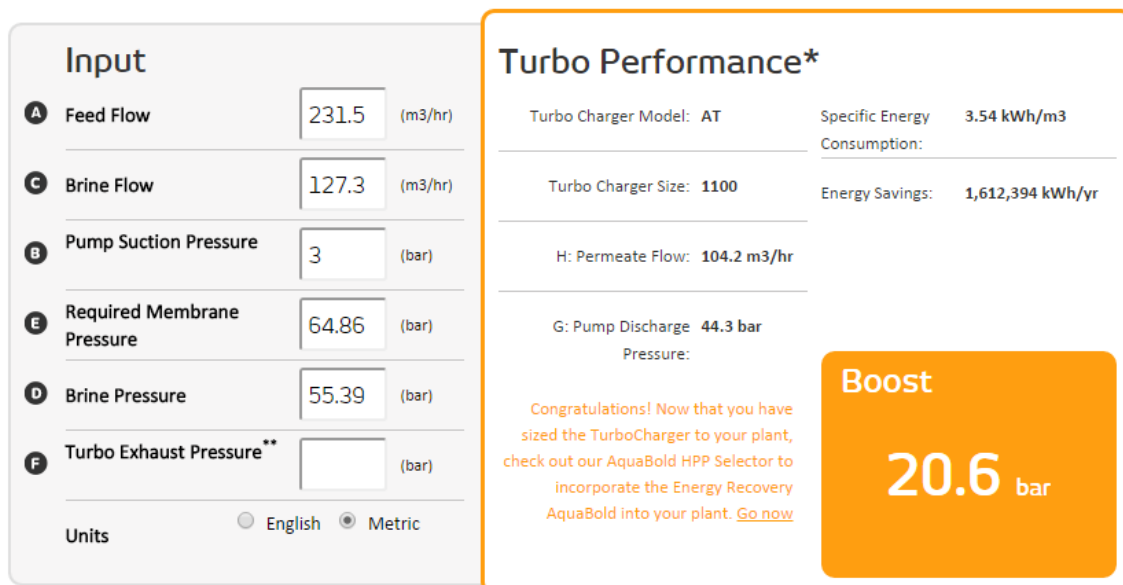 Input
A Feed Flow 231.5 (m3/hr)
C Brine Flow 127.3 (m3/hr)
B Pump Suction Pressure 3 (bar)
E Required Membrane
Pressure 64.86 (bar)
D Brine Pressure 55.39 (bar)
F Turbo Exhaust Pressure** (bar)
Units English Metric
Turbo Performance*
Turbo Charger Model: AT
Turbo Charger Size: 1100
H: Permeate Flow: 104.2 m3/hr
G: Pump Discharge 44.3 bar
Pressure:
Congratulations! Now that you have
sized the TurboCharger to your plant,
check out our AquaBold HPP Selector to
incorporate the Energy Recovery
AquaBold into your plant. Go now
Specific Energy 3.54 kWh/m3
Consumption:
Energy Savings: 1,612,394 kWh/yr
Boost
20.6 bar